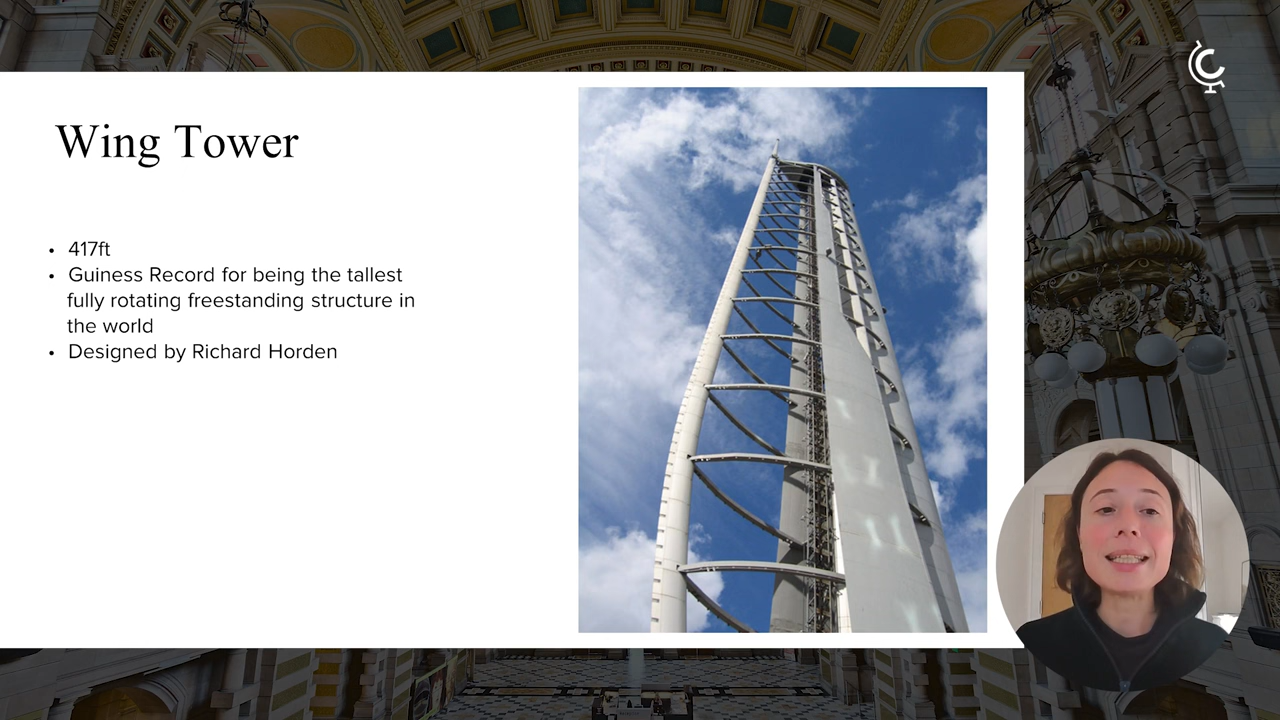 Wing Tower
• 417ft
• Guiness Record for being the tallest
fully rotating freestanding structure in
the world
• Designed by Richard Horden